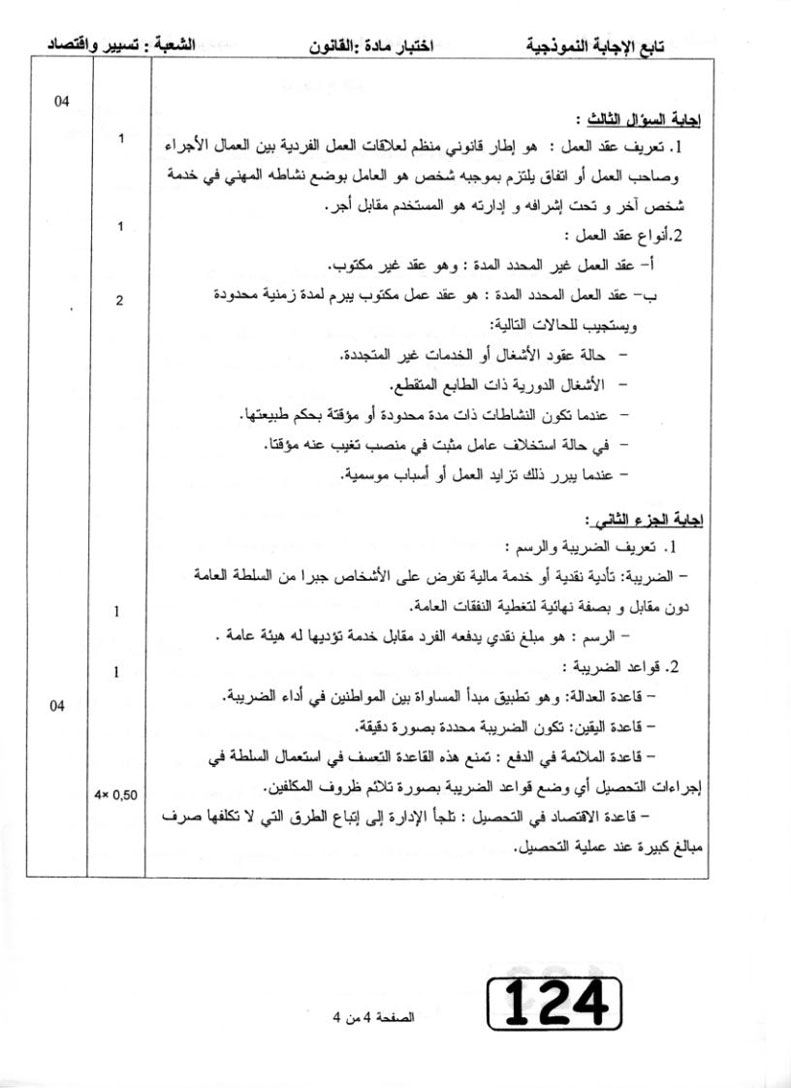 تابع الإجابة النموذجية اختبار مادة :القانون الشعبة : تسيير واقتصاد
04
إجابة السؤال الثالث :
1. تعريف عقد العمل : هو إطار قانوني منظم لعلاقات العمل الفردية بين العمال الأجراء 1
وصاحب العمل أو اتفاق يلتزم بموجبه شخص هو العامل بوضع نشاطه المهني في خدمة
شخص آخر و تحت إشرافه و إدارته هو المستخدم مقابل أجر.
2.أنواع عقد العمل : 1
أ- عقد العمل غير المحدد المدة : وهو عقد غير مكتوب.
ب- عقد العمل المحدد المدة : هو عقد عمل مكتوب يبرم لمدة زمنية محدودة 2
ويستجيب للحالات التالية:
- حالة عقود الأشغال أو الخدمات غير المتجددة.
- الأشغال الدورية ذات الطابع المتقطع.
- عندما تكون النشاطات ذات مدة محدودة أو مؤقتة بحكم طبيعتها.
- في حالة استخلاف عامل مثبت في منصب تغيب عنه مؤقتا.
- عندما يبرر ذلك تزايد العمل أو أسباب موسمية.
إجابة الجزء الثاني :
1. تعريف الضريبة والرسم :
- الضريبة: تأدية نقدية أو خدمة مالية تفرض على الأشخاص جبرا من السلطة العامة
دون مقابل و بصفة نهائية لتغطية النفقات العامة. 1
- الرسم : هو مبلغ نقدي يدفعه الفرد مقابل خدمة تؤديها له هيئة عامة .
2. قواعد الضريبة : 1
- قاعدة العدالة: وهو تطبيق مبدأ المساواة بين المواطنين في أداء الضريبة. 04
- قاعدة اليقين: تكون الضريبة محددة بصورة دقيقة.
- قاعدة الملائمة في الدفع : تمنع هذه القاعدة التعسف في استعمال السلطة في
إجراءات التحصيل أي وضع قواعد الضريبة بصورة تلائم ظروف المكلفين. 4× 0,50
- قاعدة الاقتصاد في التحصيل : تلجأ الإدارة إلى إتباع الطرق التي لا تكلفها صرف
مبالغ كبيرة عند عملية التحصيل.
124
الصفحة 4 من 4